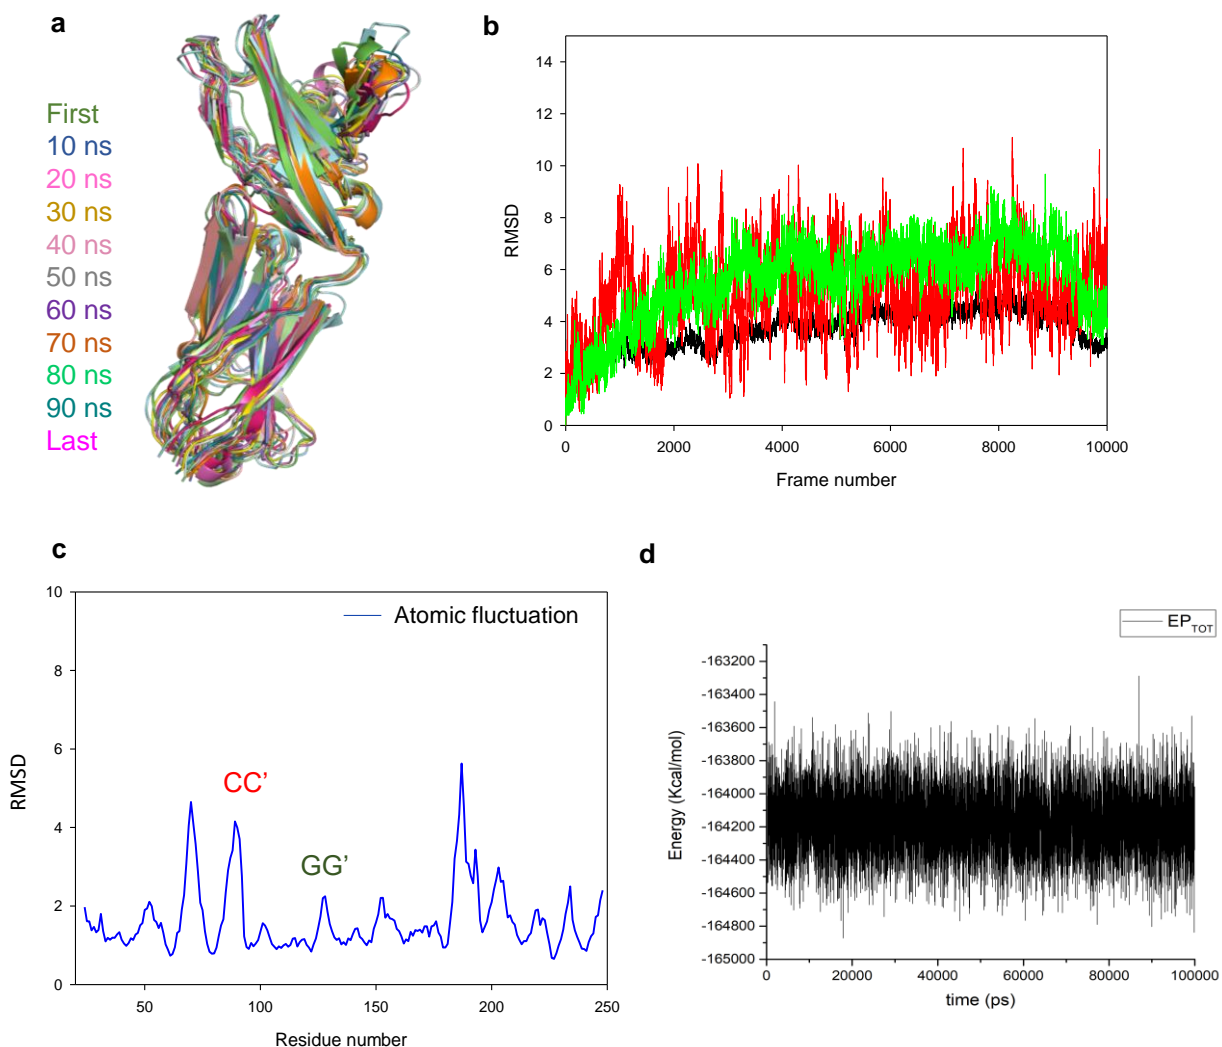 a
First
10 ns
20 ns
30 ns
40 ns
50 ns
60 ns
70 ns
80 ns
90 ns
Last
b
14
12
10
8
6
4
2
0
RMSD
0 2000 4000 6000 8000 10000
Frame number
c
10
8
6
4
2
0
RMSD
Atomic fluctuation
CC’
GG’
50 100 150 200 250
Residue number
d
EPTOT
-163200
-163400
-163600
-163800
-164000
-164200
-164400
-164600
-164800
-165000
Energy (Kcal/mol)
0 20000 40000 60000 80000 100000
time (ps)